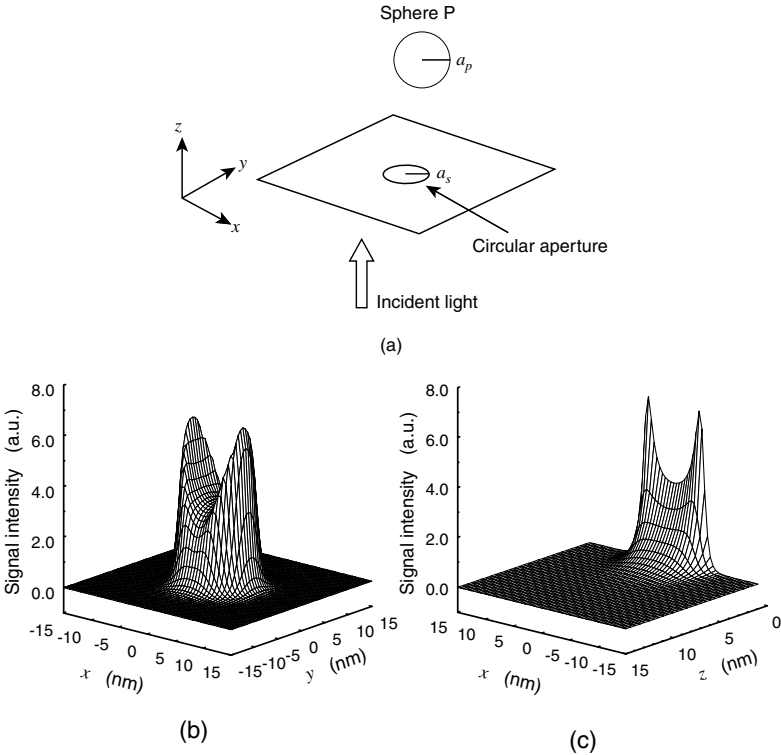 Sphere P
a_p
z
y
x
a_s
Circular aperture
Incident light
(a)
8.0
6.0
4.0
2.0
0.0
Signal intensity (a.u.)
-15
-10
-5
0
5
10
15
x (nm)
-15
-10
-5
0
5
10
15
y (nm)
(b)
8.0
6.0
4.0
2.0
0.0
Signal intensity (a.u.)
15
10
5
0
-5
-10
-15
x (nm)
15
10
5
0
z (nm)
(c)